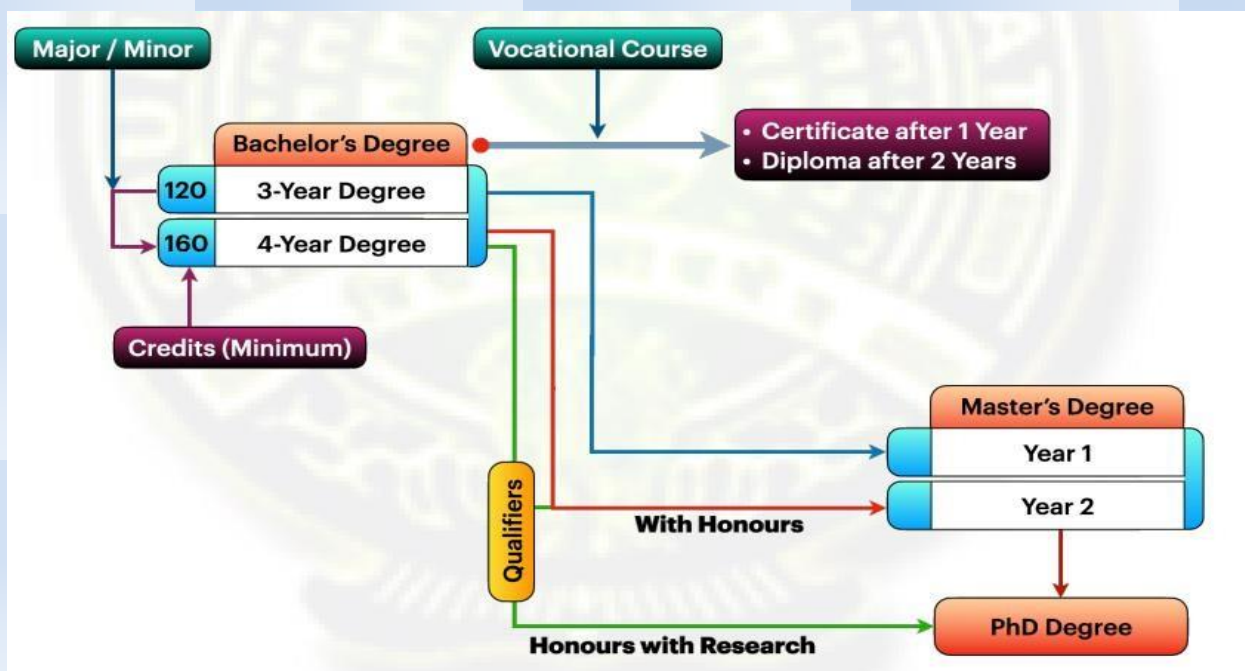 Major / Minor
Vocational Course
• Certificate after 1 Year
• Diploma after 2 Years
Bachelor's Degree
120
3-Year Degree
160
4-Year Degree
Credits (Minimum)
Master's Degree
Year 1
Year 2
Qualifiers
With Honours
Honours with Research
PhD Degree